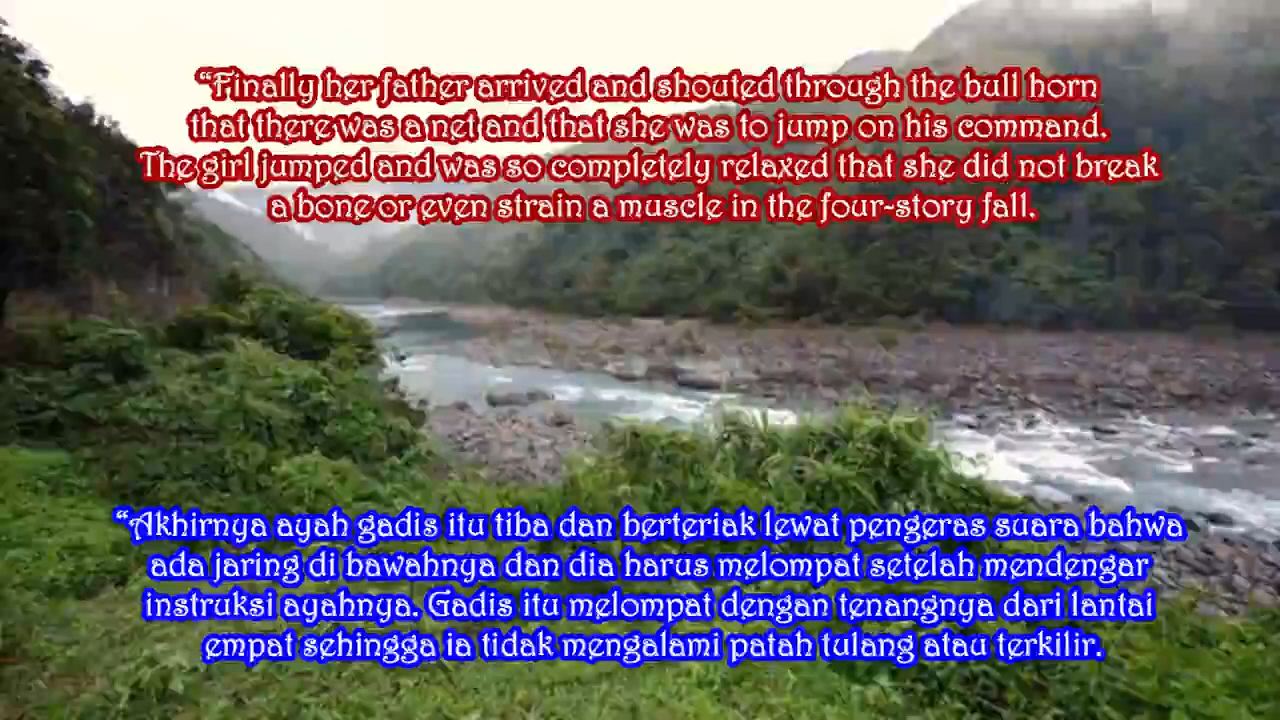 “Finally her father arrived and shouted through the bull horn
that there was a net and that she was to jump on his command.
The girl jumped and was so completely relaxed that she did not break
a bone or even strain a muscle in the four-story fall.
“Akhirnya ayah gadis itu tiba dan berteriak lewat pengeras suara bahwa
ada jaring di bawahnya dan dia harus melompat setelah mendengar
instruksi ayahnya. Gadis itu melompat dengan tenangnya dari lantai
empat sehingga ia tidak mengalami patah tulang atau terkilir.